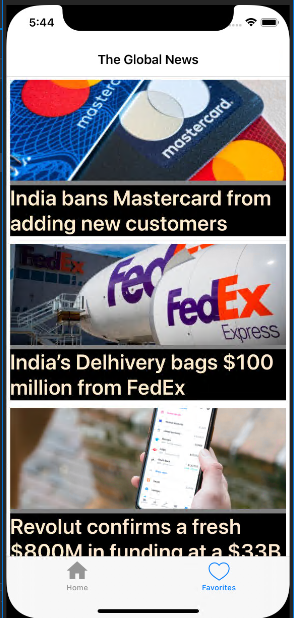 5:44
The Global News
mastercard
mastercard.
India bans Mastercard from
adding new customers
FedEx
FedEx
FedEx
Express
India's Delhivery bags $100
million from FedEx
Revolut confirms a fresh
$800M in funding at a $33B
Home
Favorites